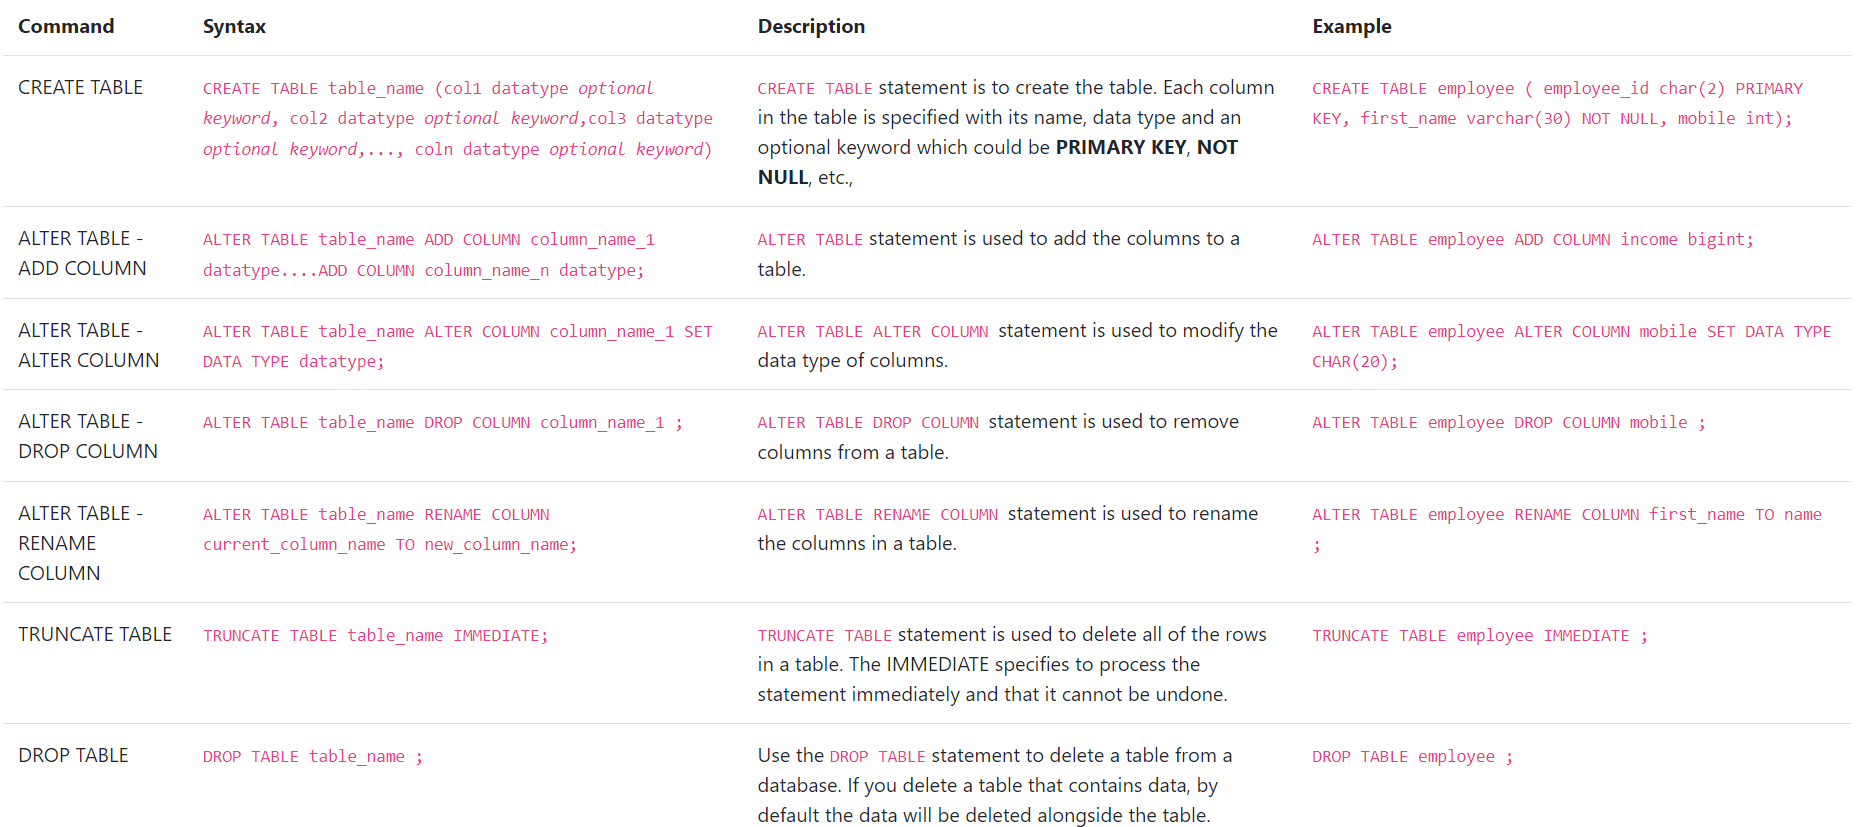 Command Syntax Description Example
CREATE TABLE
CREATE TABLE table_name (col1 datatype optional
keyword, col2 datatype optional keyword,col3 datatype
optional keyword,..., coln datatype optional keyword)
CREATE TABLE statement is to create the table. Each column
in the table is specified with its name, data type and an
optional keyword which could be PRIMARY KEY, NOT
NULL, etc.,
CREATE TABLE employee ( employee_id char(2) PRIMARY
KEY, first_name varchar(30) NOT NULL, mobile int);
ALTER TABLE -
ADD COLUMN
ALTER TABLE table_name ADD COLUMN column_name_1
datatype....ADD COLUMN column_name_n datatype;
ALTER TABLE statement is used to add the columns to a
table.
ALTER TABLE employee ADD COLUMN income bigint;
ALTER TABLE -
ALTER COLUMN
ALTER TABLE table_name ALTER COLUMN column_name_1 SET
DATA TYPE datatype;
ALTER TABLE ALTER COLUMN statement is used to modify the
data type of columns.
ALTER TABLE employee ALTER COLUMN mobile SET DATA TYPE
CHAR(20);
ALTER TABLE -
DROP COLUMN
ALTER TABLE table_name DROP COLUMN column_name_1 ;
ALTER TABLE DROP COLUMN statement is used to remove
columns from a table.
ALTER TABLE employee DROP COLUMN mobile ;
ALTER TABLE -
RENAME
COLUMN
ALTER TABLE table_name RENAME COLUMN
current_column_name TO new_column_name;
ALTER TABLE RENAME COLUMN statement is used to rename
the columns in a table.
ALTER TABLE employee RENAME COLUMN first_name TO name
;
TRUNCATE TABLE
TRUNCATE TABLE table_name IMMEDIATE;
TRUNCATE TABLE statement is used to delete all of the rows
in a table. The IMMEDIATE specifies to process the
statement immediately and that it cannot be undone.
TRUNCATE TABLE employee IMMEDIATE ;
DROP TABLE
DROP TABLE table_name ;
Use the DROP TABLE statement to delete a table from a
database. If you delete a table that contains data, by
default the data will be deleted alongside the table.
DROP TABLE employee ;